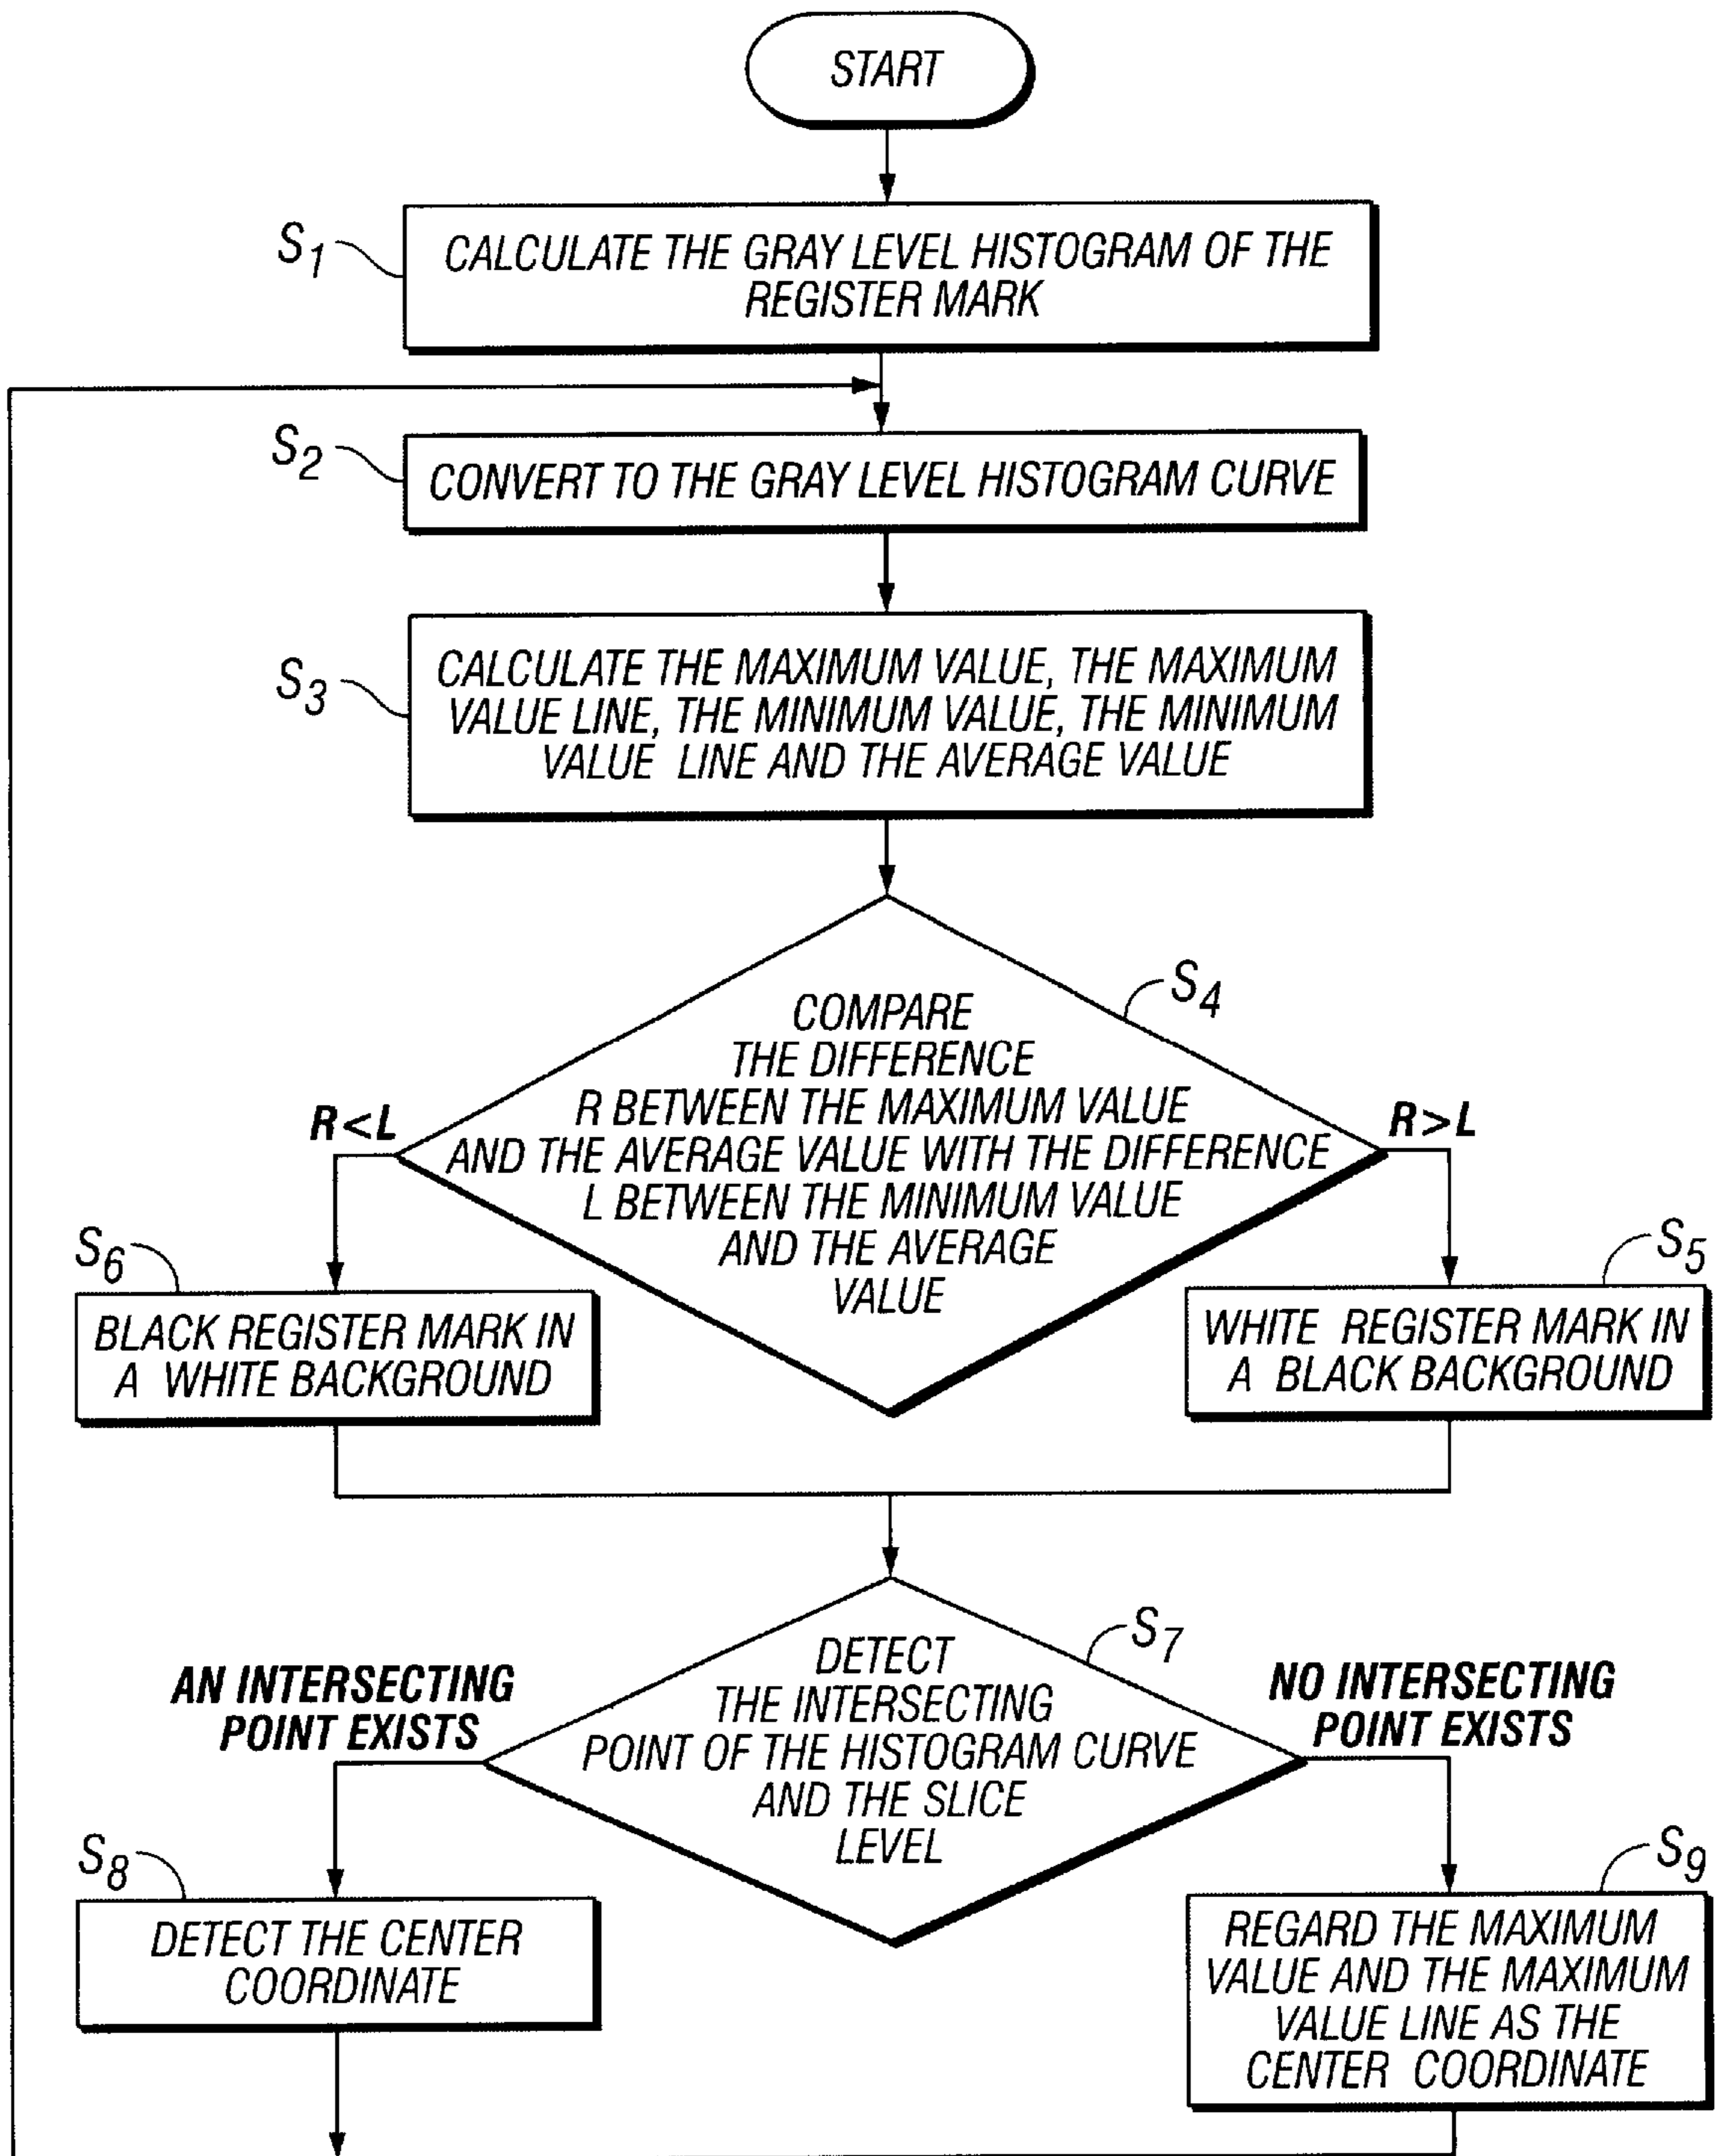 START
S1
CALCULATE THE GRAY LEVEL HISTOGRAM OF THE
REGISTER MARK
S2
CONVERT TO THE GRAY LEVEL HISTOGRAM CURVE
S3
CALCULATE THE MAXIMUM VALUE, THE MAXIMUM
VALUE LINE, THE MINIMUM VALUE, THE MINIMUM
VALUE LINE AND THE AVERAGE VALUE
S4
COMPARE
THE DIFFERENCE
R BETWEEN THE MAXIMUM VALUE
AND THE AVERAGE VALUE WITH THE DIFFERENCE
L BETWEEN THE MINIMUM VALUE
AND THE AVERAGE
VALUE
R<L
R>L
S6
BLACK REGISTER MARK IN
A WHITE BACKGROUND
S5
WHITE REGISTER MARK IN
A BLACK BACKGROUND
S7
DETECT
THE INTERSECTING
POINT OF THE HISTOGRAM CURVE
AND THE SLICE
LEVEL
AN INTERSECTING
POINT EXISTS
NO INTERSECTING
POINT EXISTS
S8
DETECT THE CENTER
COORDINATE
S9
REGARD THE MAXIMUM
VALUE AND THE MAXIMUM
VALUE LINE AS THE
CENTER COORDINATE